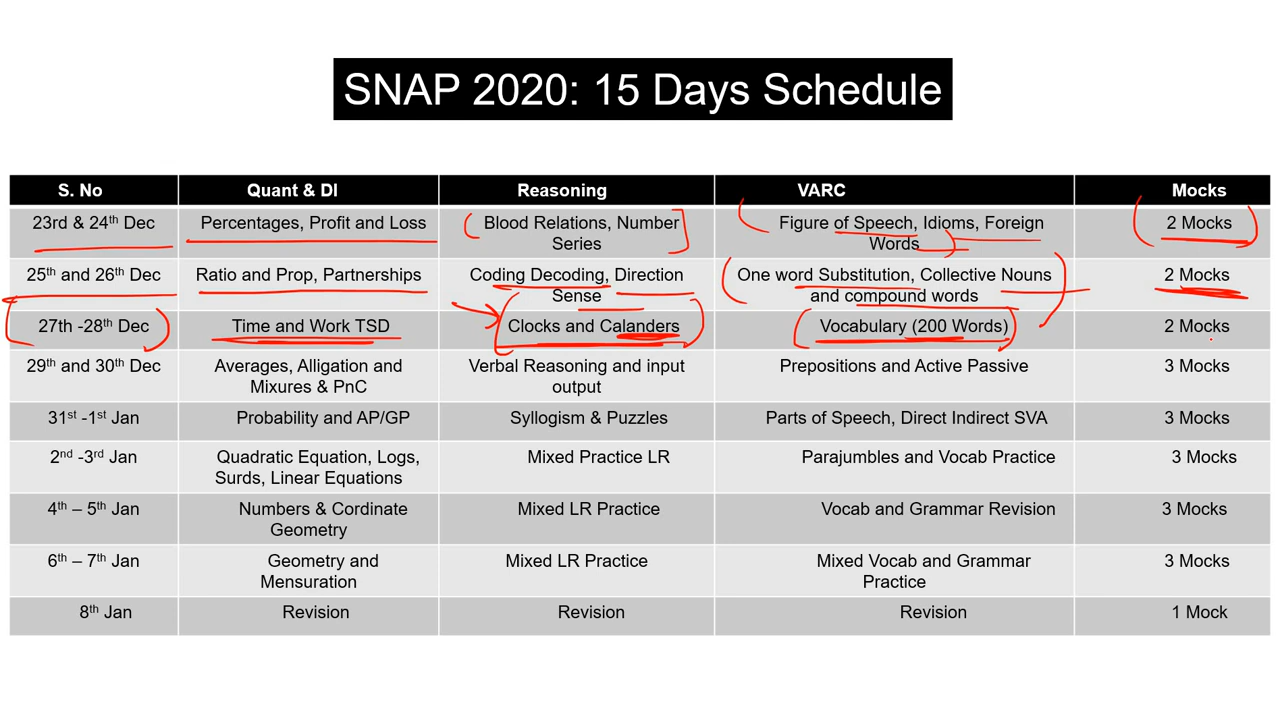 SNAP 2020: 15 Days Schedule
S. No Quant & DI Reasoning VARC Mocks
23rd & 24th Dec Percentages, Profit and Loss Blood Relations, Number Figure of Speech, Idioms, Foreign 2 Mocks
Series Words
25th and 26th Dec Ratio and Prop, Partnerships Coding Decoding, Direction One word Substitution, Collective Nouns 2 Mocks
Sense and compound words
27th -28th Dec Time and Work TSD Clocks and Calanders Vocabulary (200 Words) 2 Mocks
29th and 30th Dec Averages, Alligation and Verbal Reasoning and input Prepositions and Active Passive 3 Mocks
Mixures & PnC output
31st -1st Jan Probability and AP/GP Syllogism & Puzzles Parts of Speech, Direct Indirect SVA 3 Mocks
2nd -3rd Jan Quadratic Equation, Logs, Mixed Practice LR Parajumbles and Vocab Practice 3 Mocks
Surds, Linear Equations
4th – 5th Jan Numbers & Cordinate Mixed LR Practice Vocab and Grammar Revision 3 Mocks
Geometry
6th – 7th Jan Geometry and Mixed LR Practice Mixed Vocab and Grammar 3 Mocks
Mensuration Practice
8th Jan Revision Revision Revision 1 Mock